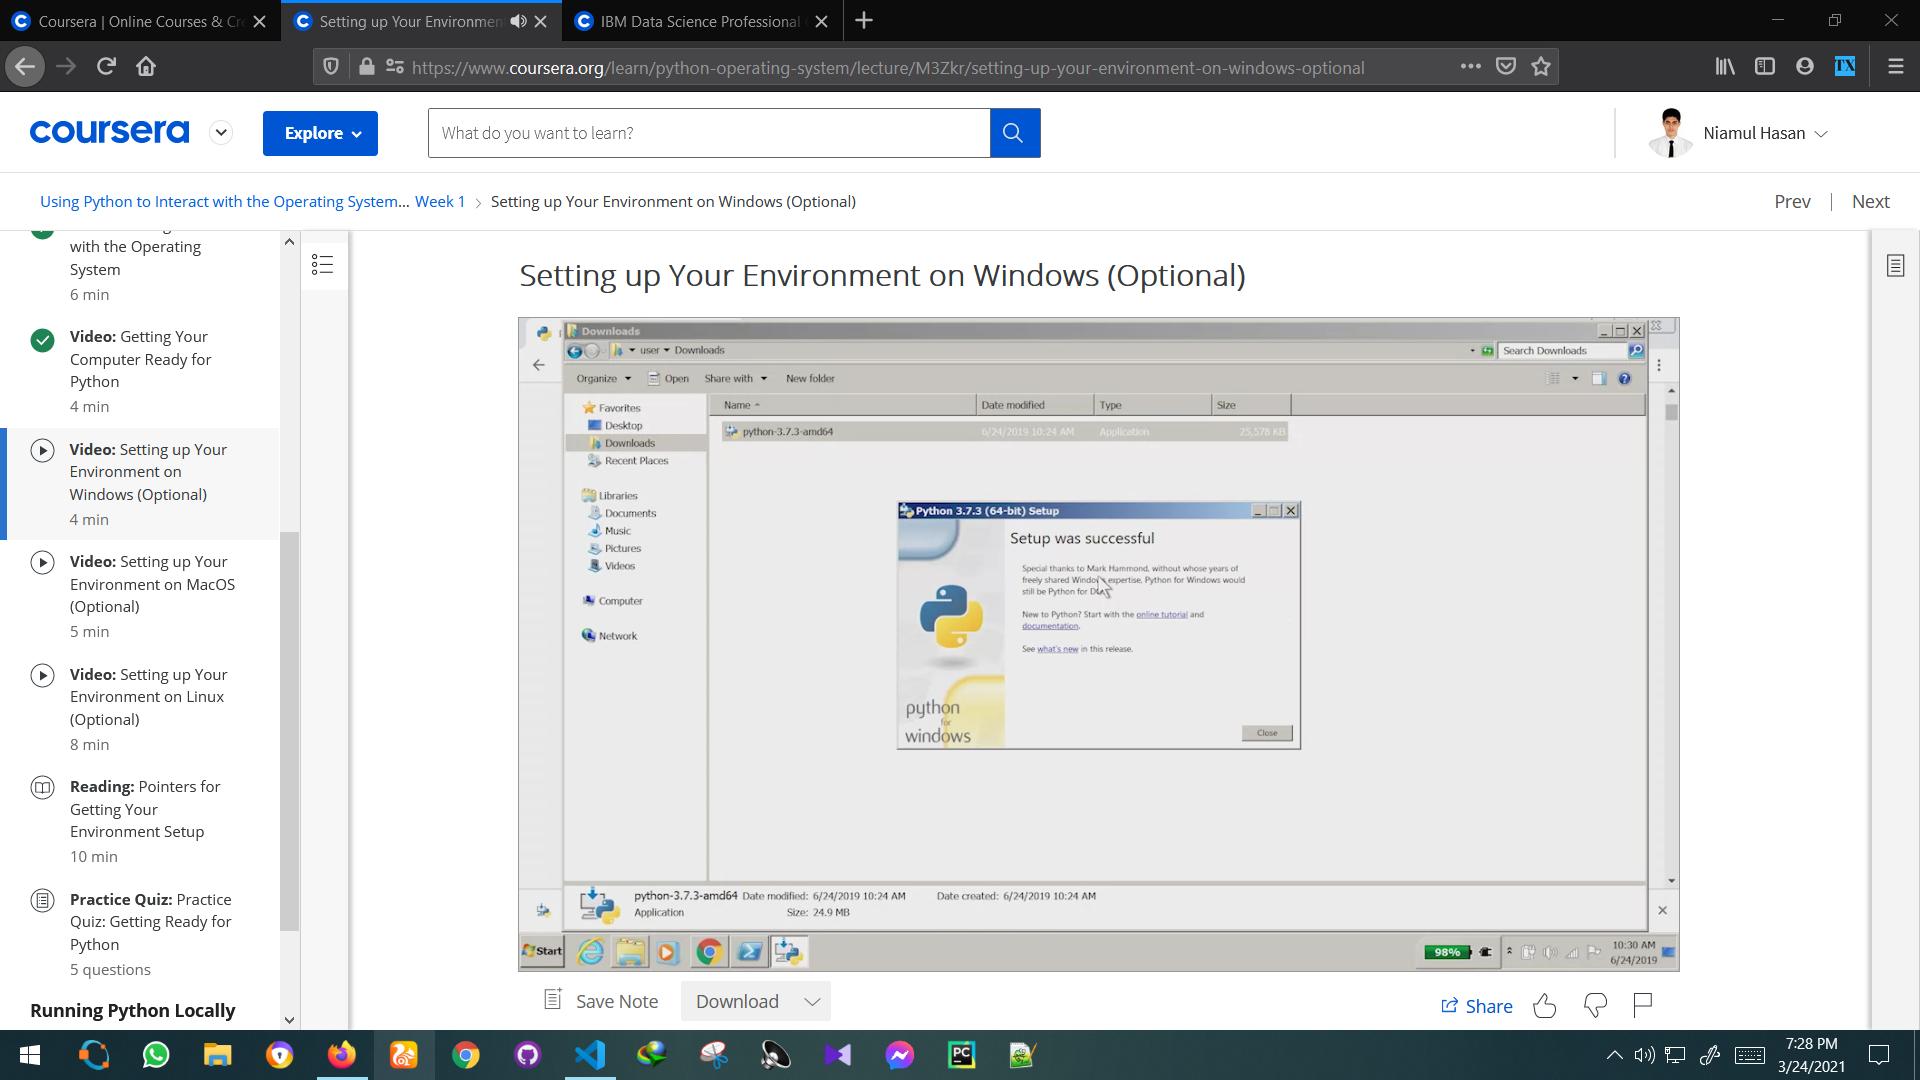 Coursera | Online Courses & Cre
Setting up Your Environment
IBM Data Science Professional
https://www.coursera.org/learn/python-operating-system/lecture/M3Zkr/setting-up-your-environment-on-windows-optional
TX
coursera
Explore
What do you want to learn?
Niamul Hasan
Using Python to Interact with the Operating System... Week 1 > Setting up Your Environment on Windows (Optional)
Prev | Next
with the Operating
System
6 min
Video: Getting Your
Computer Ready for
Python
4 min
Video: Setting up Your
Environment on
Windows (Optional)
4 min
Video: Setting up Your
Environment on MacOS
(Optional)
5 min
Video: Setting up Your
Environment on Linux
(Optional)
8 min
Reading: Pointers for
Getting Your
Environment Setup
10 min
Practice Quiz: Practice
Quiz: Getting Ready for
Python
5 questions
Running Python Locally
Setting up Your Environment on Windows (Optional)
Downloads
user Downloads
Search Downloads
Organize Open Share with New folder
Name Date modified Type Size
python-3.7.3-amd64 6/24/2019 10:24 AM Application 25,578 KB
Favorites
Desktop
Downloads
Recent Places
Libraries
Documents
Music
Pictures
Videos
Computer
Network
Python 3.7.3 (64-bit) Setup
Setup was successful
Special thanks to Mark Hammond, without whose years of
freely shared Windows expertise, Python for Windows would
still be Python for
New to Python? Start with the online tutorial and
documentation.
See what's new in this release.
python
for
windows
Close
python-3.7.3-amd64 Date modified: 6/24/2019 10:24 AM Date created: 6/24/2019 10:24 AM
Application Size: 24.9 MB
Start
98%
10:30 AM
6/24/2019
Save Note
Download
Share
PC
7:28 PM
3/24/2021